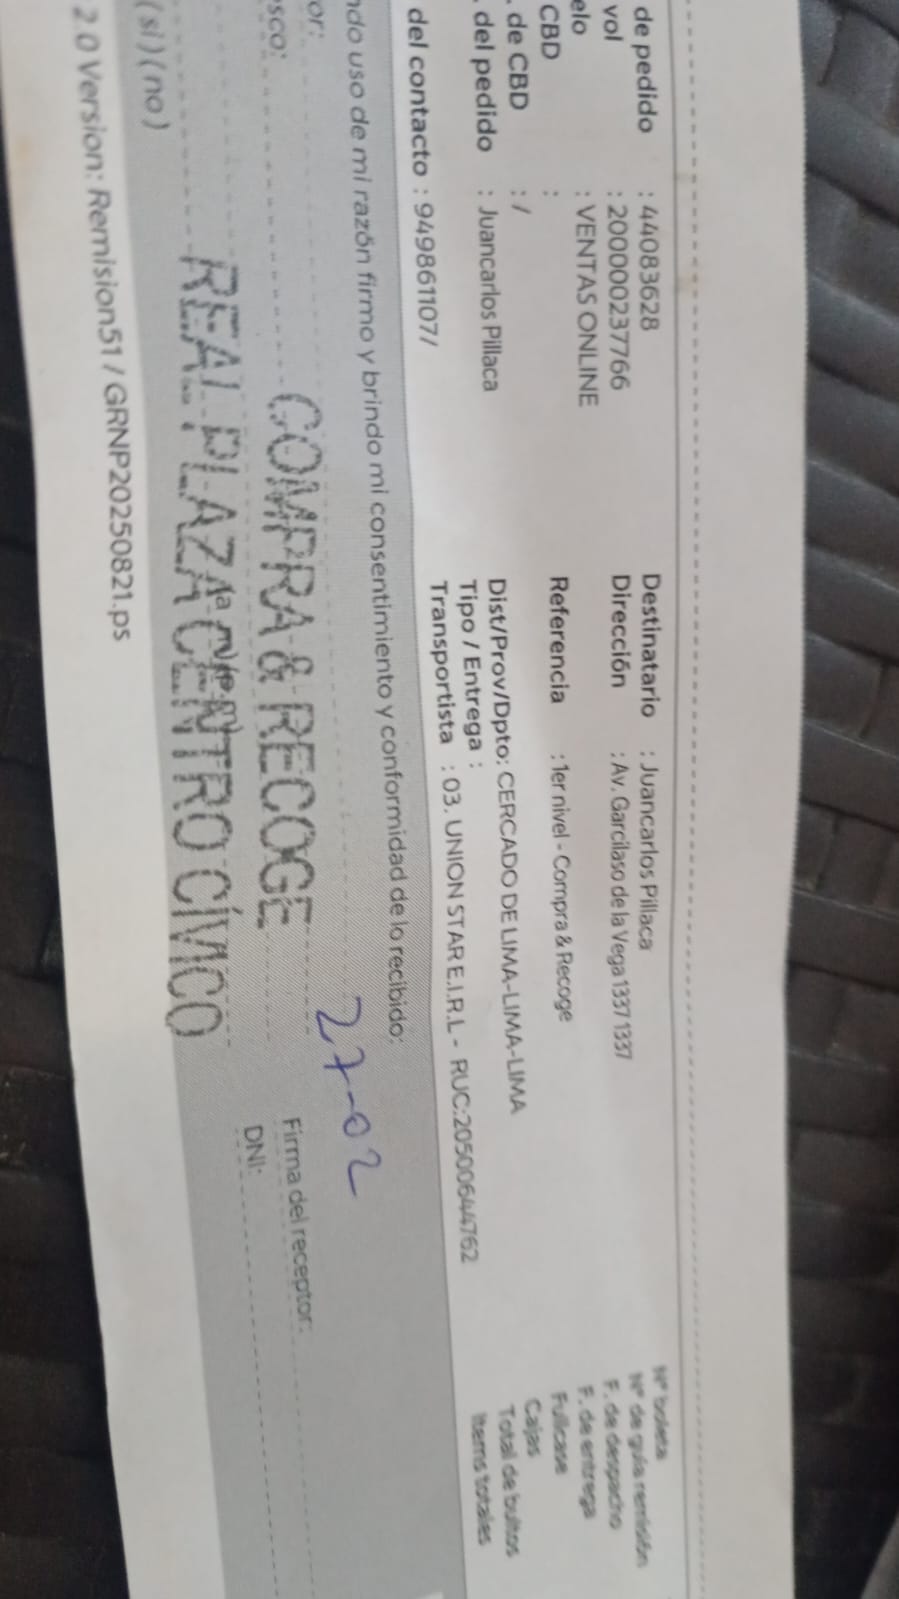 de pedido : 44083628
vol : 200000237766
elo : VENTAS ONLINE
CBD :
. de CBD : /
. del pedido : Juancarlos Pillaca
del contacto : 949861107/
Destinatario : Juancarlos Pillaca
Dirección : Av. Garcilaso de la Vega 1337 1337
Referencia : 1er nivel - Compra & Recoge
Dist/Prov/Dpto: CERCADO DE LIMA-LIMA-LIMA
Tipo / Entrega :
Transportista : 03. UNION STAR E.I.R.L - RUC:20500644762
N° boleta
N° de guía remisión
F. de despacho
F. de entrega
Fullcase
Cajas
Total de bultos
Items totales
ndo uso de mi razón firmo y brindo mi consentimiento y conformidad de lo recibido:
27-02
or:
esco:
COMPRA & RECOGE
REAL PLAZA CENTRO CÍVICO
Firma del receptor:
DNI:
( si ) ( no )
2.0 Version: Remision51 / GRNP20250821.ps